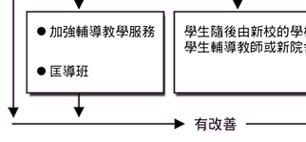 ● 加強輔導教學服務
● 匡導班
學生隨後由新校的學
學生輔導教師或新院
有改善